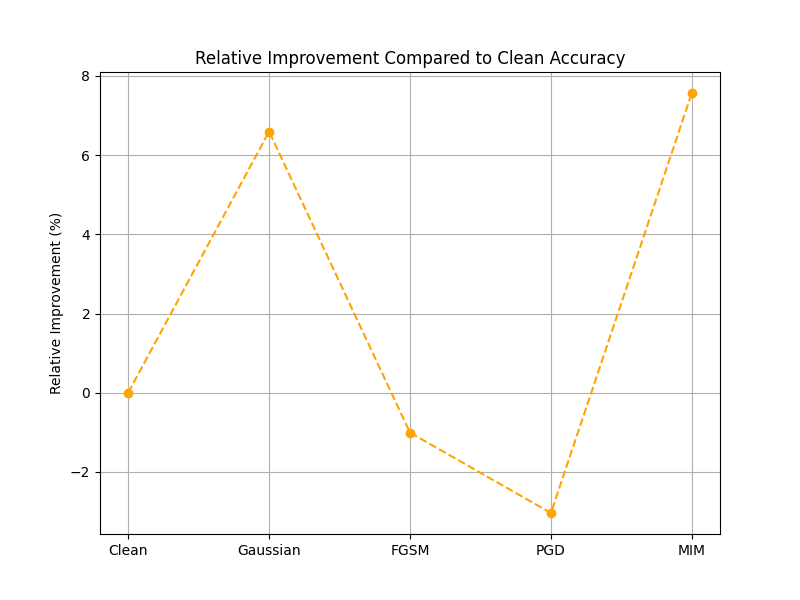 Relative Improvement Compared to Clean Accuracy
Relative Improvement (%)
8
6
4
2
0
−2
Clean Gaussian FGSM PGD MIM